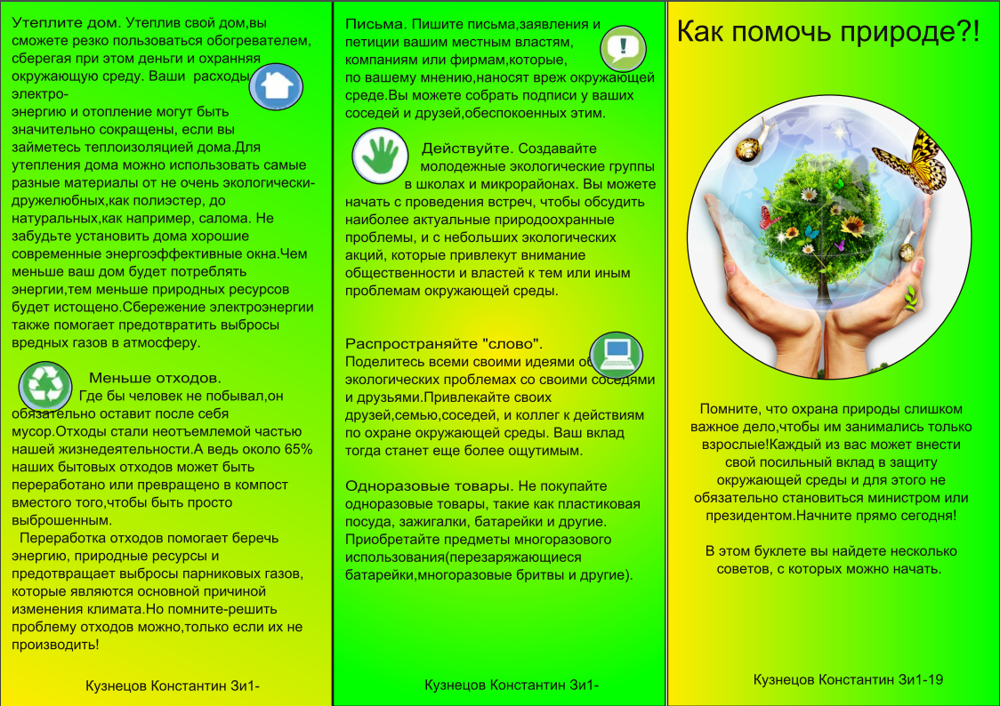 Утеплите дом. Утеплив свой дом,вы
сможете резко пользоваться обогревателем,
сберегая при этом деньги и охранняя
окружающую среду. Ваши расходы
электро-
энергию и отопление могут быть
значительно сокращены, если вы
займетесь теплоизоляцией дома.Для
утепления дома можно использовать самые
разные материалы от не очень экологически-
дружелюбных,как полиэстер, до
натуральных,как например, салома. Не
забудьте установить дома хорошие
современные энергоэффективные окна.Чем
меньше ваш дом будет потреблять
энергии,тем меньше природных ресурсов
будет истощено.Сбережение электроэнергии
также помогает предотвратить выбросы
вредных газов в атмосферу.
Меньше отходов.
Где бы человек не побывал,он
обязательно оставит после себя
мусор.Отходы стали неотъемлемой частью
нашей жизнедеятельности.А ведь около 65%
наших бытовых отходов может быть
переработано или превращено в компост
вместого того,чтобы быть просто
выброшенным.
Переработка отходов помогает беречь
энергию, природные ресурсы и
предотвращает выбросы парниковых газов,
которые являются основной причиной
изменения климата.Но помните-решить
проблему отходов можно,только если их не
производить!
Кузнецов Константин Зи1-
Письма. Пишите письма,заявления и
петиции вашим местным властям,
компаниям или фирмам,которые,
по вашему мнению,наносят вреж окружающей
среде.Вы можете собрать подписи у ваших
соседей и друзей,обеспокоенных этим.
Действуйте. Создавайте
молодежные экологические группы
в школах и микрорайонах. Вы можете
начать с проведения встреч, чтобы обсудить
наиболее актуальные природоохранные
проблемы, и с небольших экологических
акций, которые привлекут внимание
общественности и властей к тем или иным
проблемам окружающей среды.
Распространяйте "слово".
Поделитесь всеми своими идеями об
экологических проблемах со своими соседями
и друзьями.Привлекайте своих
друзей,семью,соседей, и коллег к действиям
по охране окружающей среды. Ваш вклад
тогда станет еще более ощутимым.
Одноразовые товары. Не покупайте
одноразовые товары, такие как пластиковая
посуда, зажигалки, батарейки и другие.
Приобретайте предметы многоразового
использования(перезаряжающиеся
батарейки,многоразовые бритвы и другие).
Кузнецов Константин Зи1-
Как помочь природе?!
Помните, что охрана природы слишком
важное дело,чтобы им занимались только
взрослые!Каждый из вас может внести
свой посильный вклад в защиту
окружающей среды и для этого не
обязательно становиться министром или
президентом.Начните прямо сегодня!
В этом буклете вы найдете несколько
советов, с которых можно начать.
Кузнецов Константин Зи1-19